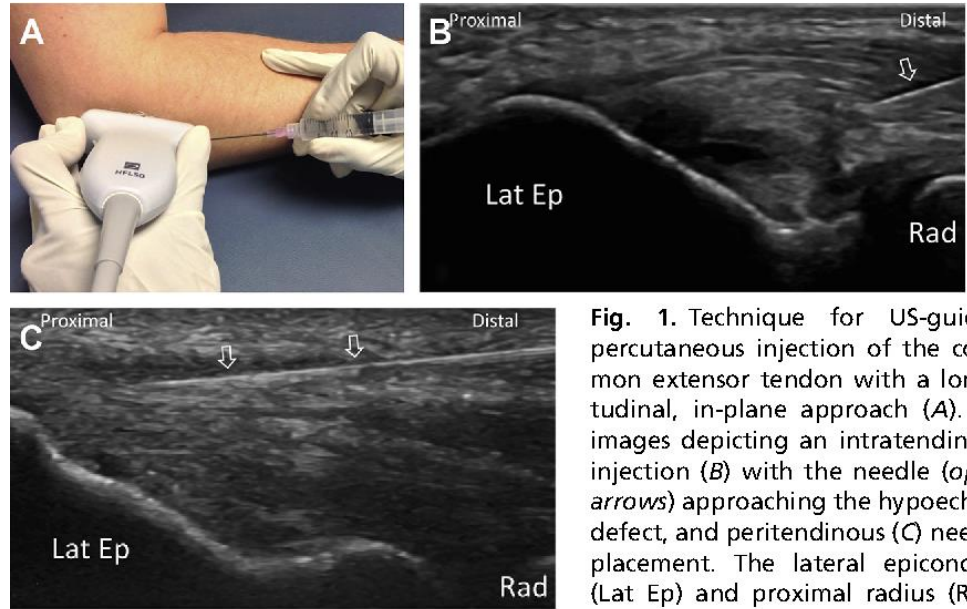 A
HFL50
B
Proximal
Distal
Lat Ep
Rad
C
Proximal
Distal
Lat Ep
Rad
Fig. 1. Technique for US-guid
percutaneous injection of the co
mon extensor tendon with a lon
tudinal, in-plane approach (A).
images depicting an intratendin
injection (B) with the needle (op
arrows) approaching the hypoech
defect, and peritendinous (C) nee
placement. The lateral epicond
(Lat Ep) and proximal radius (R